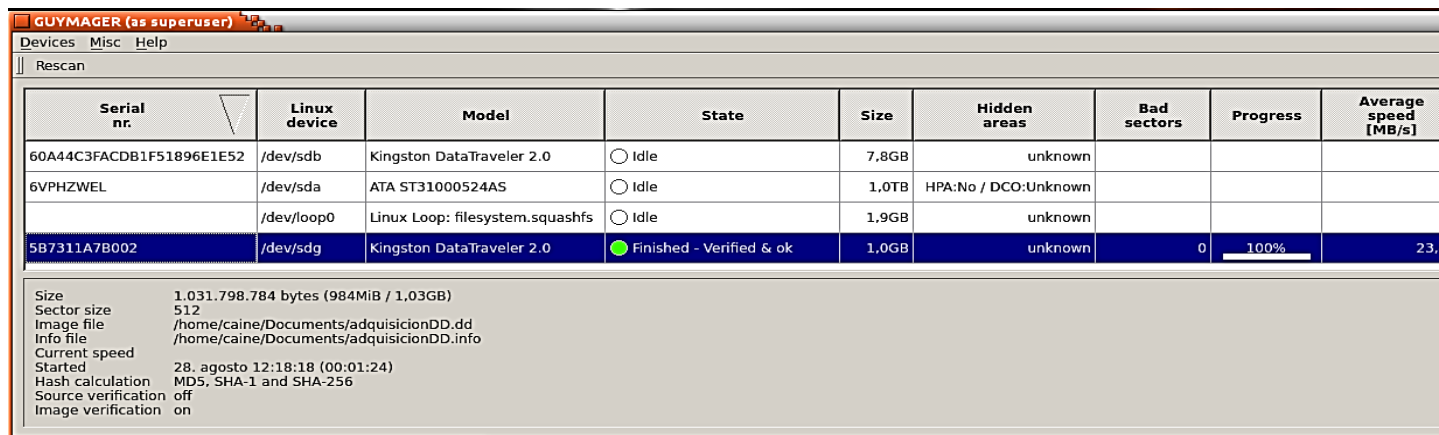 GUYMAGER (as superuser)
Devices Misc Help
Rescan
Serial nr. Linux device Model State Size Hidden areas Bad sectors Progress Average speed [MB/s]
60A44C3FACDB1F51896E1E52 /dev/sdb Kingston DataTraveler 2.0 Idle 7,8GB unknown
6VPHZWEL /dev/sda ATA ST31000524AS Idle 1,0TB HPA:No / DCO:Unknown
/dev/loop0 Linux Loop: filesystem.squashfs Idle 1,9GB unknown
5B7311A7B002 /dev/sdg Kingston DataTraveler 2.0 Finished - Verified & ok 1,0GB unknown 0 100% 23,
Size 1.031.798.784 bytes (984MiB / 1,03GB)
Sector size 512
Image file /home/caine/Documents/adquisicionDD.dd
Info file /home/caine/Documents/adquisicionDD.info
Current speed
Started 28. agosto 12:18:18 (00:01:24)
Hash calculation MD5, SHA-1 and SHA-256
Source verification off
Image verification on